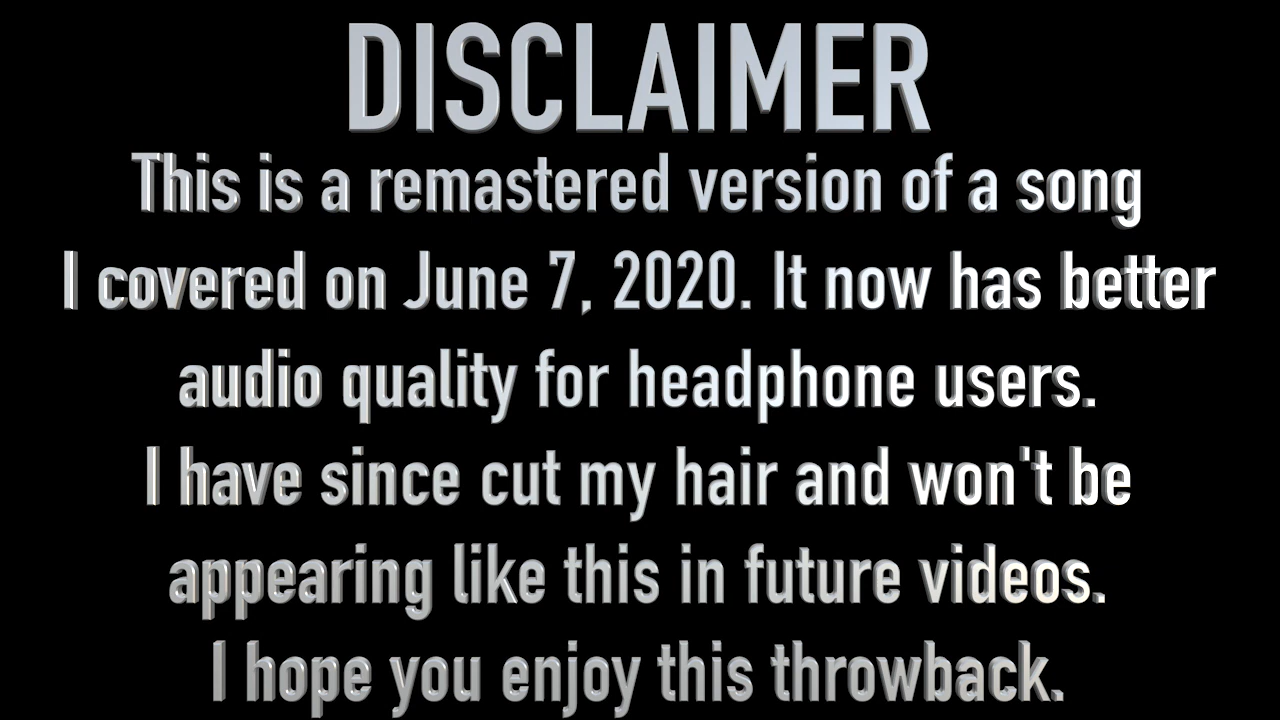 DISCLAIMER
This is a remastered version of a song
I covered on June 7, 2020. It now has better
audio quality for headphone users.
I have since cut my hair and won't be
appearing like this in future videos.
I hope you enjoy this throwback.